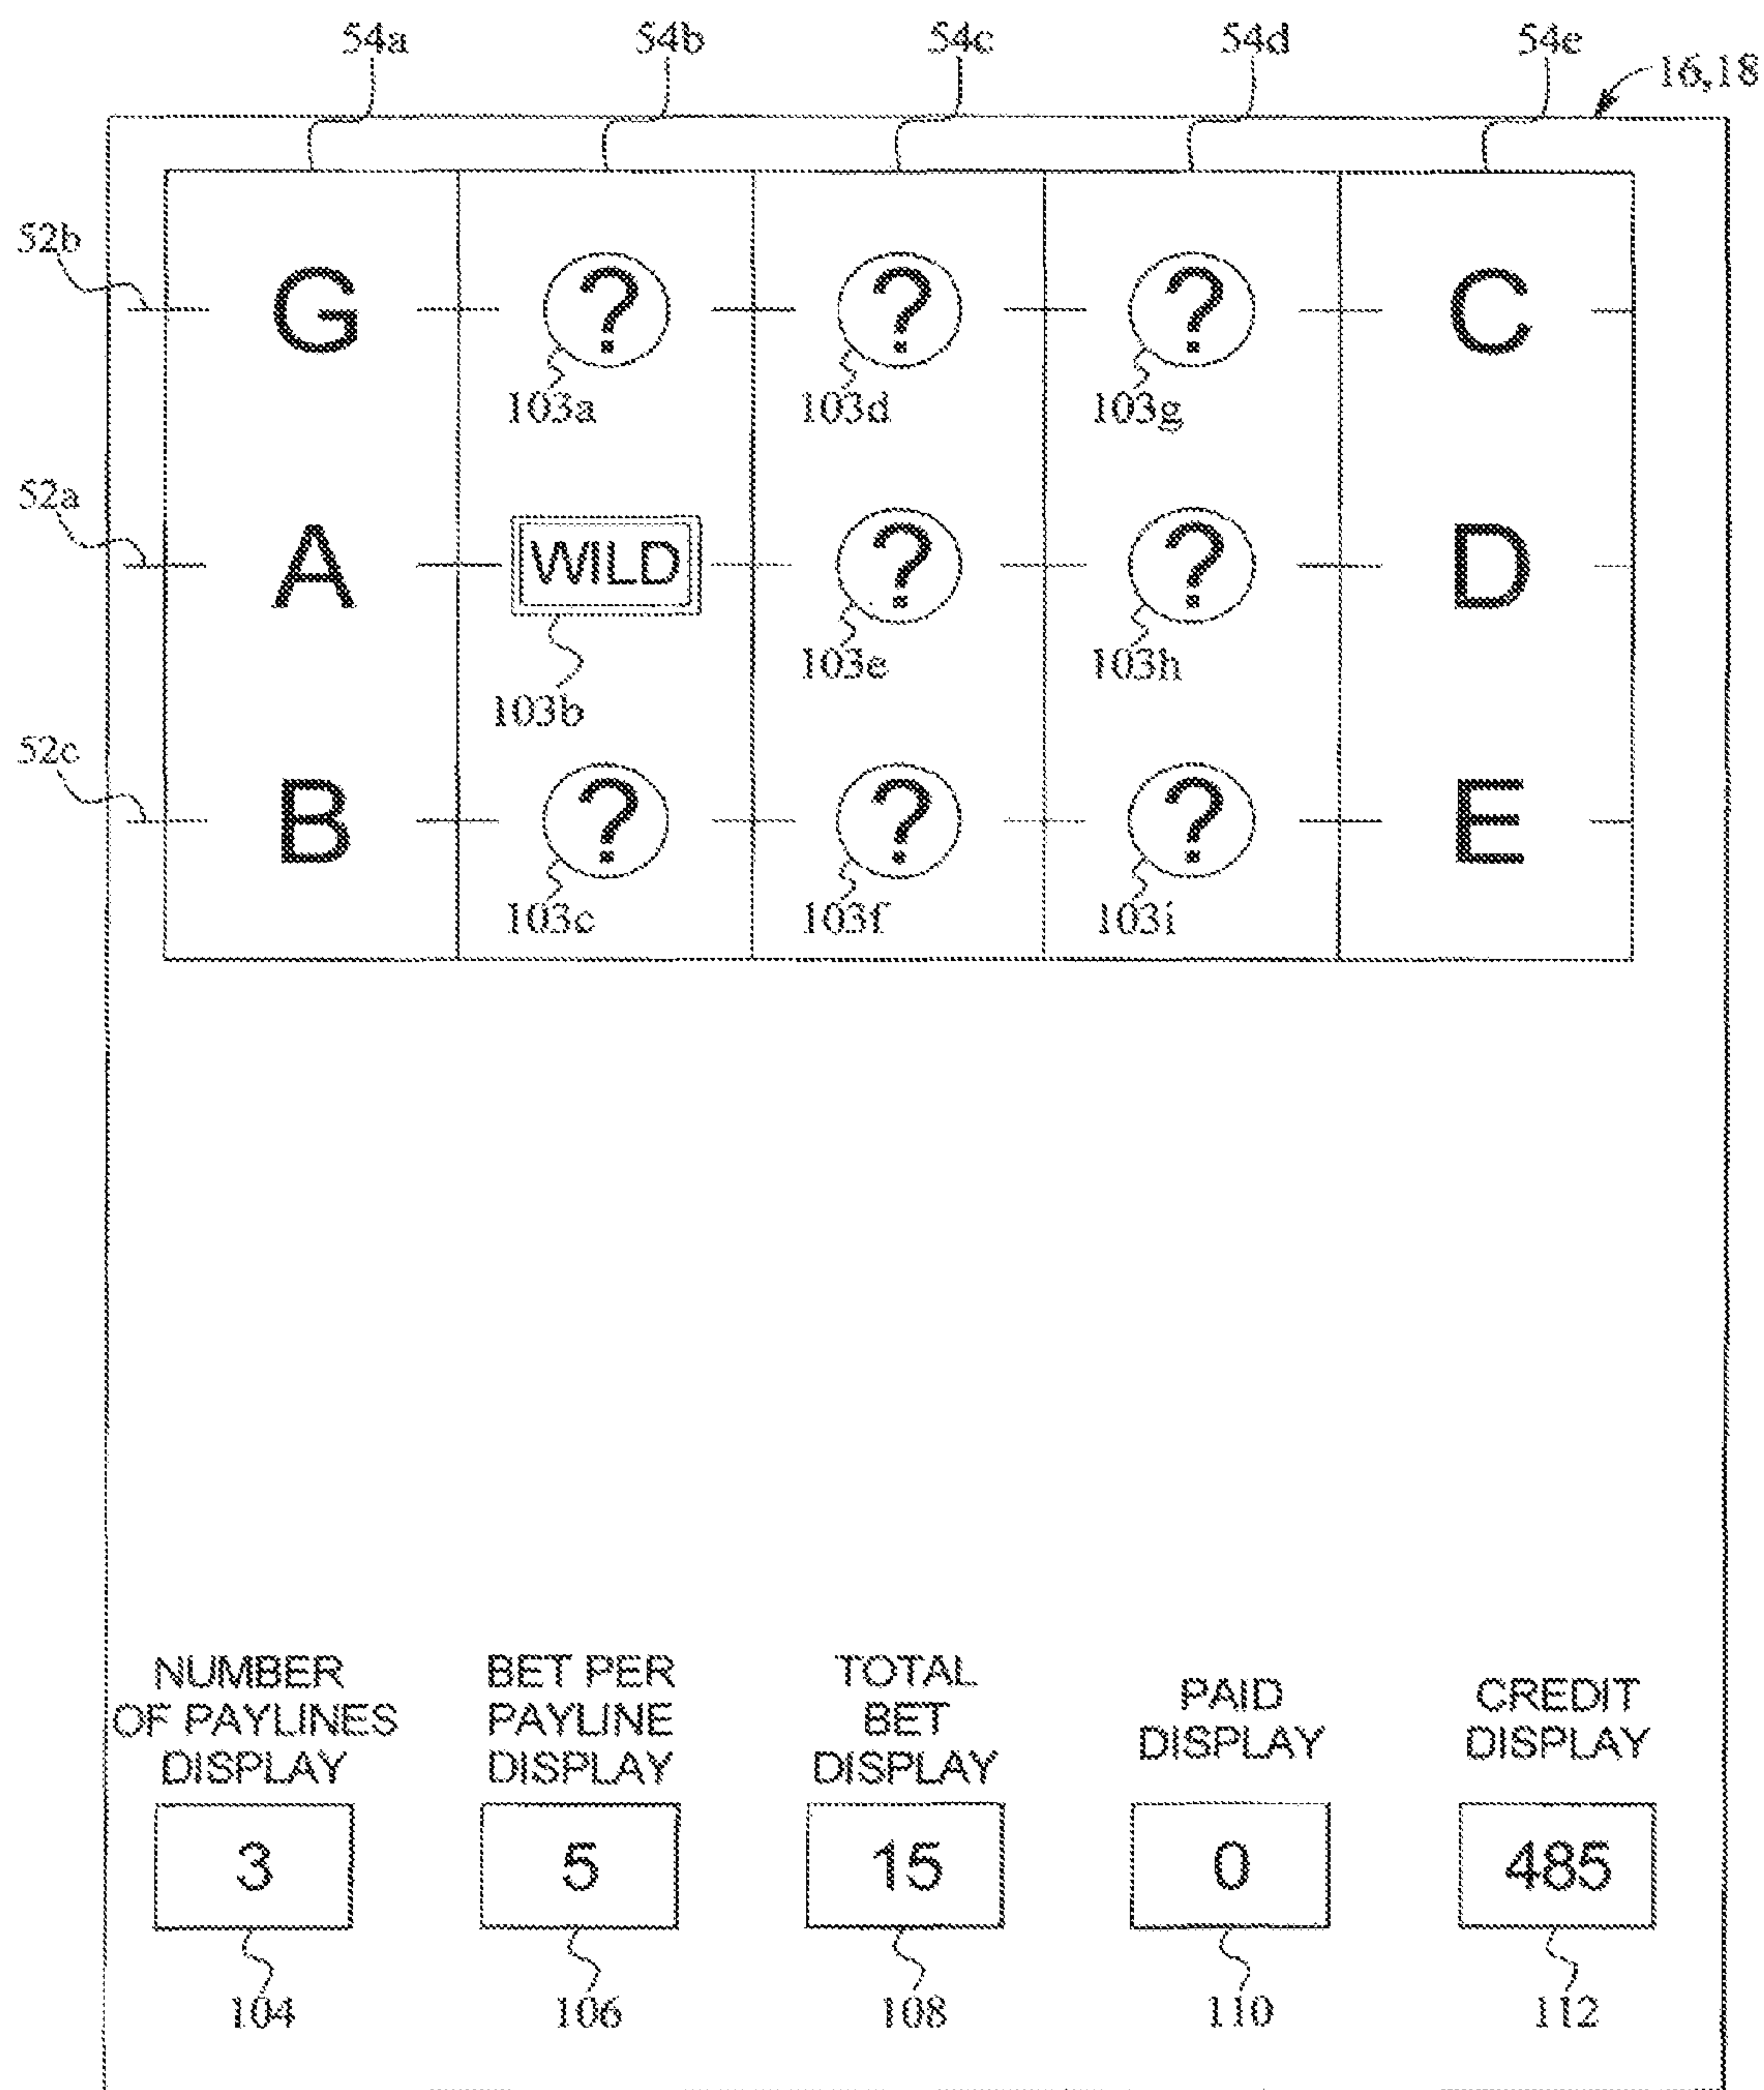 54a 54b 54c 54d 54e
16,18
52b G ? ? ? C
103a 103d 103g
52a A WILD ? ? D
103e 103h
103b
52c B ? ? ? E
103c 103f 103i
NUMBER OF PAYLINES DISPLAY
BET PER PAYLINE DISPLAY
TOTAL BET DISPLAY
PAID DISPLAY
CREDIT DISPLAY
3 5 15 0 485
104 106 108 110 112